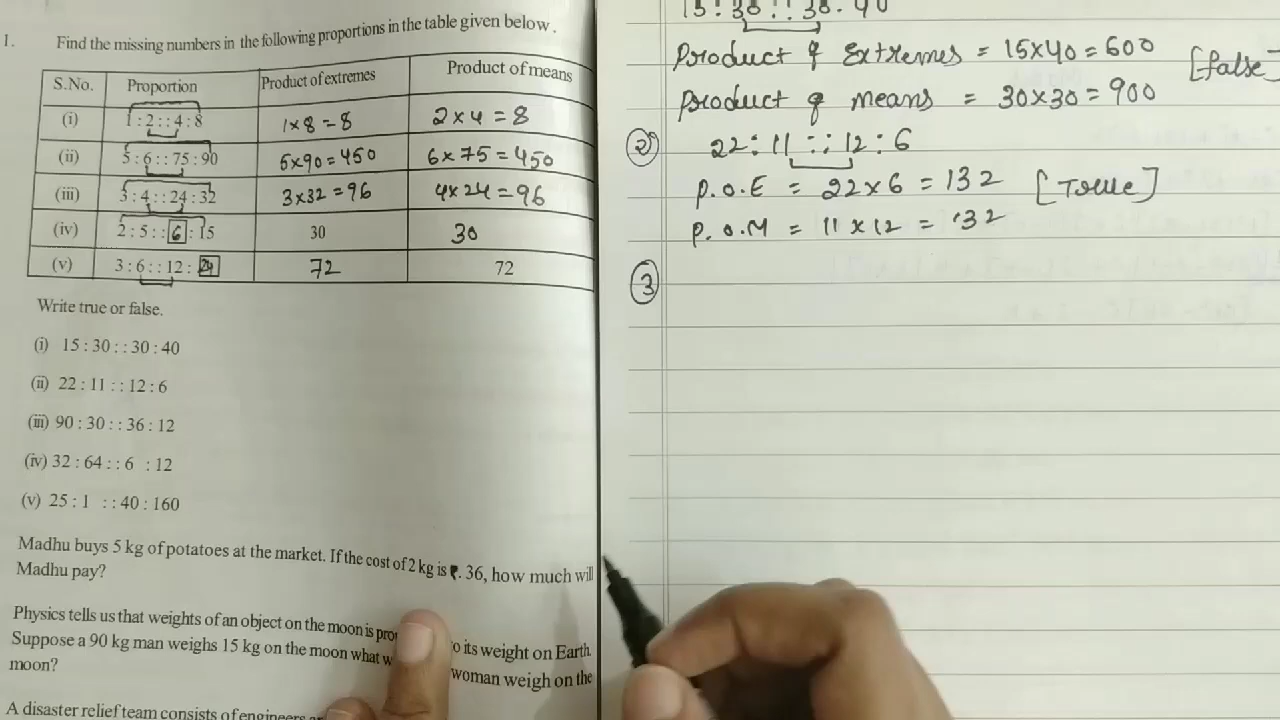 1. Find the missing numbers in the following proportions in the table given below.
S.No. Proportion Product of extremes Product of means
(i) 1 : 2 : : 4 : 8 1 x 8 = 8 2 x 4 = 8
(ii) 5 : 6 : : 75 : 90 5x90 = 450 6 x 75 = 450
(iii) 3 : 4 : : 24 : 32 3x32 = 96 4x24 = 96
(iv) 2 : 5 : : 6 : 15 30 30
(v) 3 : 6 : : 12 : 24 72 72
Write true or false.
(i) 15 : 30 : : 30 : 40
(ii) 22 : 11 : : 12 : 6
(iii) 90 : 30 : : 36 : 12
(iv) 32 : 64 : : 6 : 12
(v) 25 : 1 : : 40 : 160
Madhu buys 5 kg of potatoes at the market. If the cost of 2 kg is ₹. 36, how much will
Madhu pay?
Physics tells us that weights of an object on the moon is to its weight on Earth.
Suppose a 90 kg man weighs 15 kg on the moon what woman weigh on the
moon?
A disaster relief team consists of engineers
15 : 30 : : 30 : 40
Product of Extremes = 15x40 = 600 [false]
Product of means = 30x30 = 900
② 22 : 11 : : 12 : 6
P.O.E = 22x6 = 132 [True]
P.O.M = 11 x 12 = 132
③